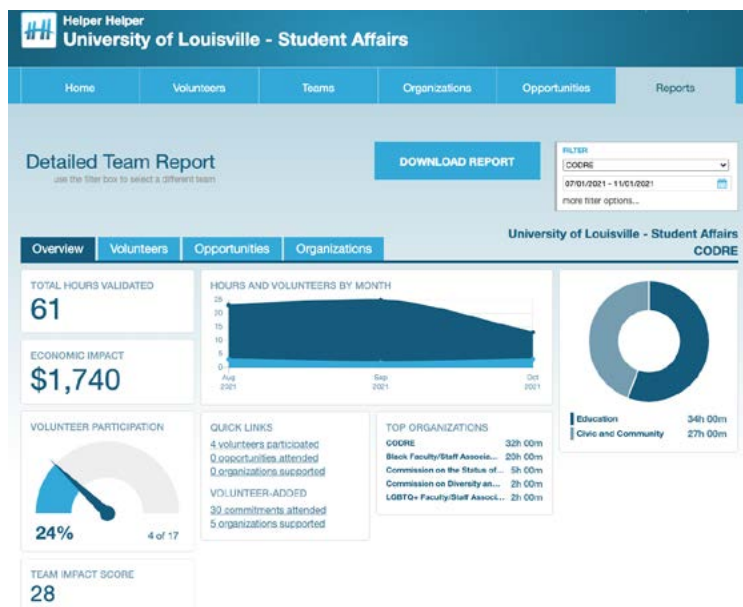 Helper Helper
University of Louisville - Student Affairs
Home
Volunteers
Teams
Organizations
Opportunities
Reports
Detailed Team Report
use the filter box to select a different team
DOWNLOAD REPORT
FILTER
CODRE
07/01/2021 - 11/01/2021
more filter options...
University of Louisville - Student Affairs
CODRE
Overview
Volunteers
Opportunities
Organizations
TOTAL HOURS VALIDATED
61
ECONOMIC IMPACT
$1,740
HOURS AND VOLUNTEERS BY MONTH
25
20
15
10
5
0
Aug
2021
Sep
2021
Oct
2021
Education 34h 00m
Civic and Community 27h 00m
VOLUNTEER PARTICIPATION
24%
4 of 17
QUICK LINKS
4 volunteers participated
0 opportunities attended
0 organizations supported
VOLUNTEER-ADDED
30 commitments attended
5 organizations supported
TOP ORGANIZATIONS
CODRE 32h 00m
Black Faculty/Staff Associa... 20h 00m
Commission on the Status of... 5h 00m
Commission on Diversity an... 2h 00m
LGBTQ+ Faculty/Staff Associ... 2h 00m
TEAM IMPACT SCORE
28